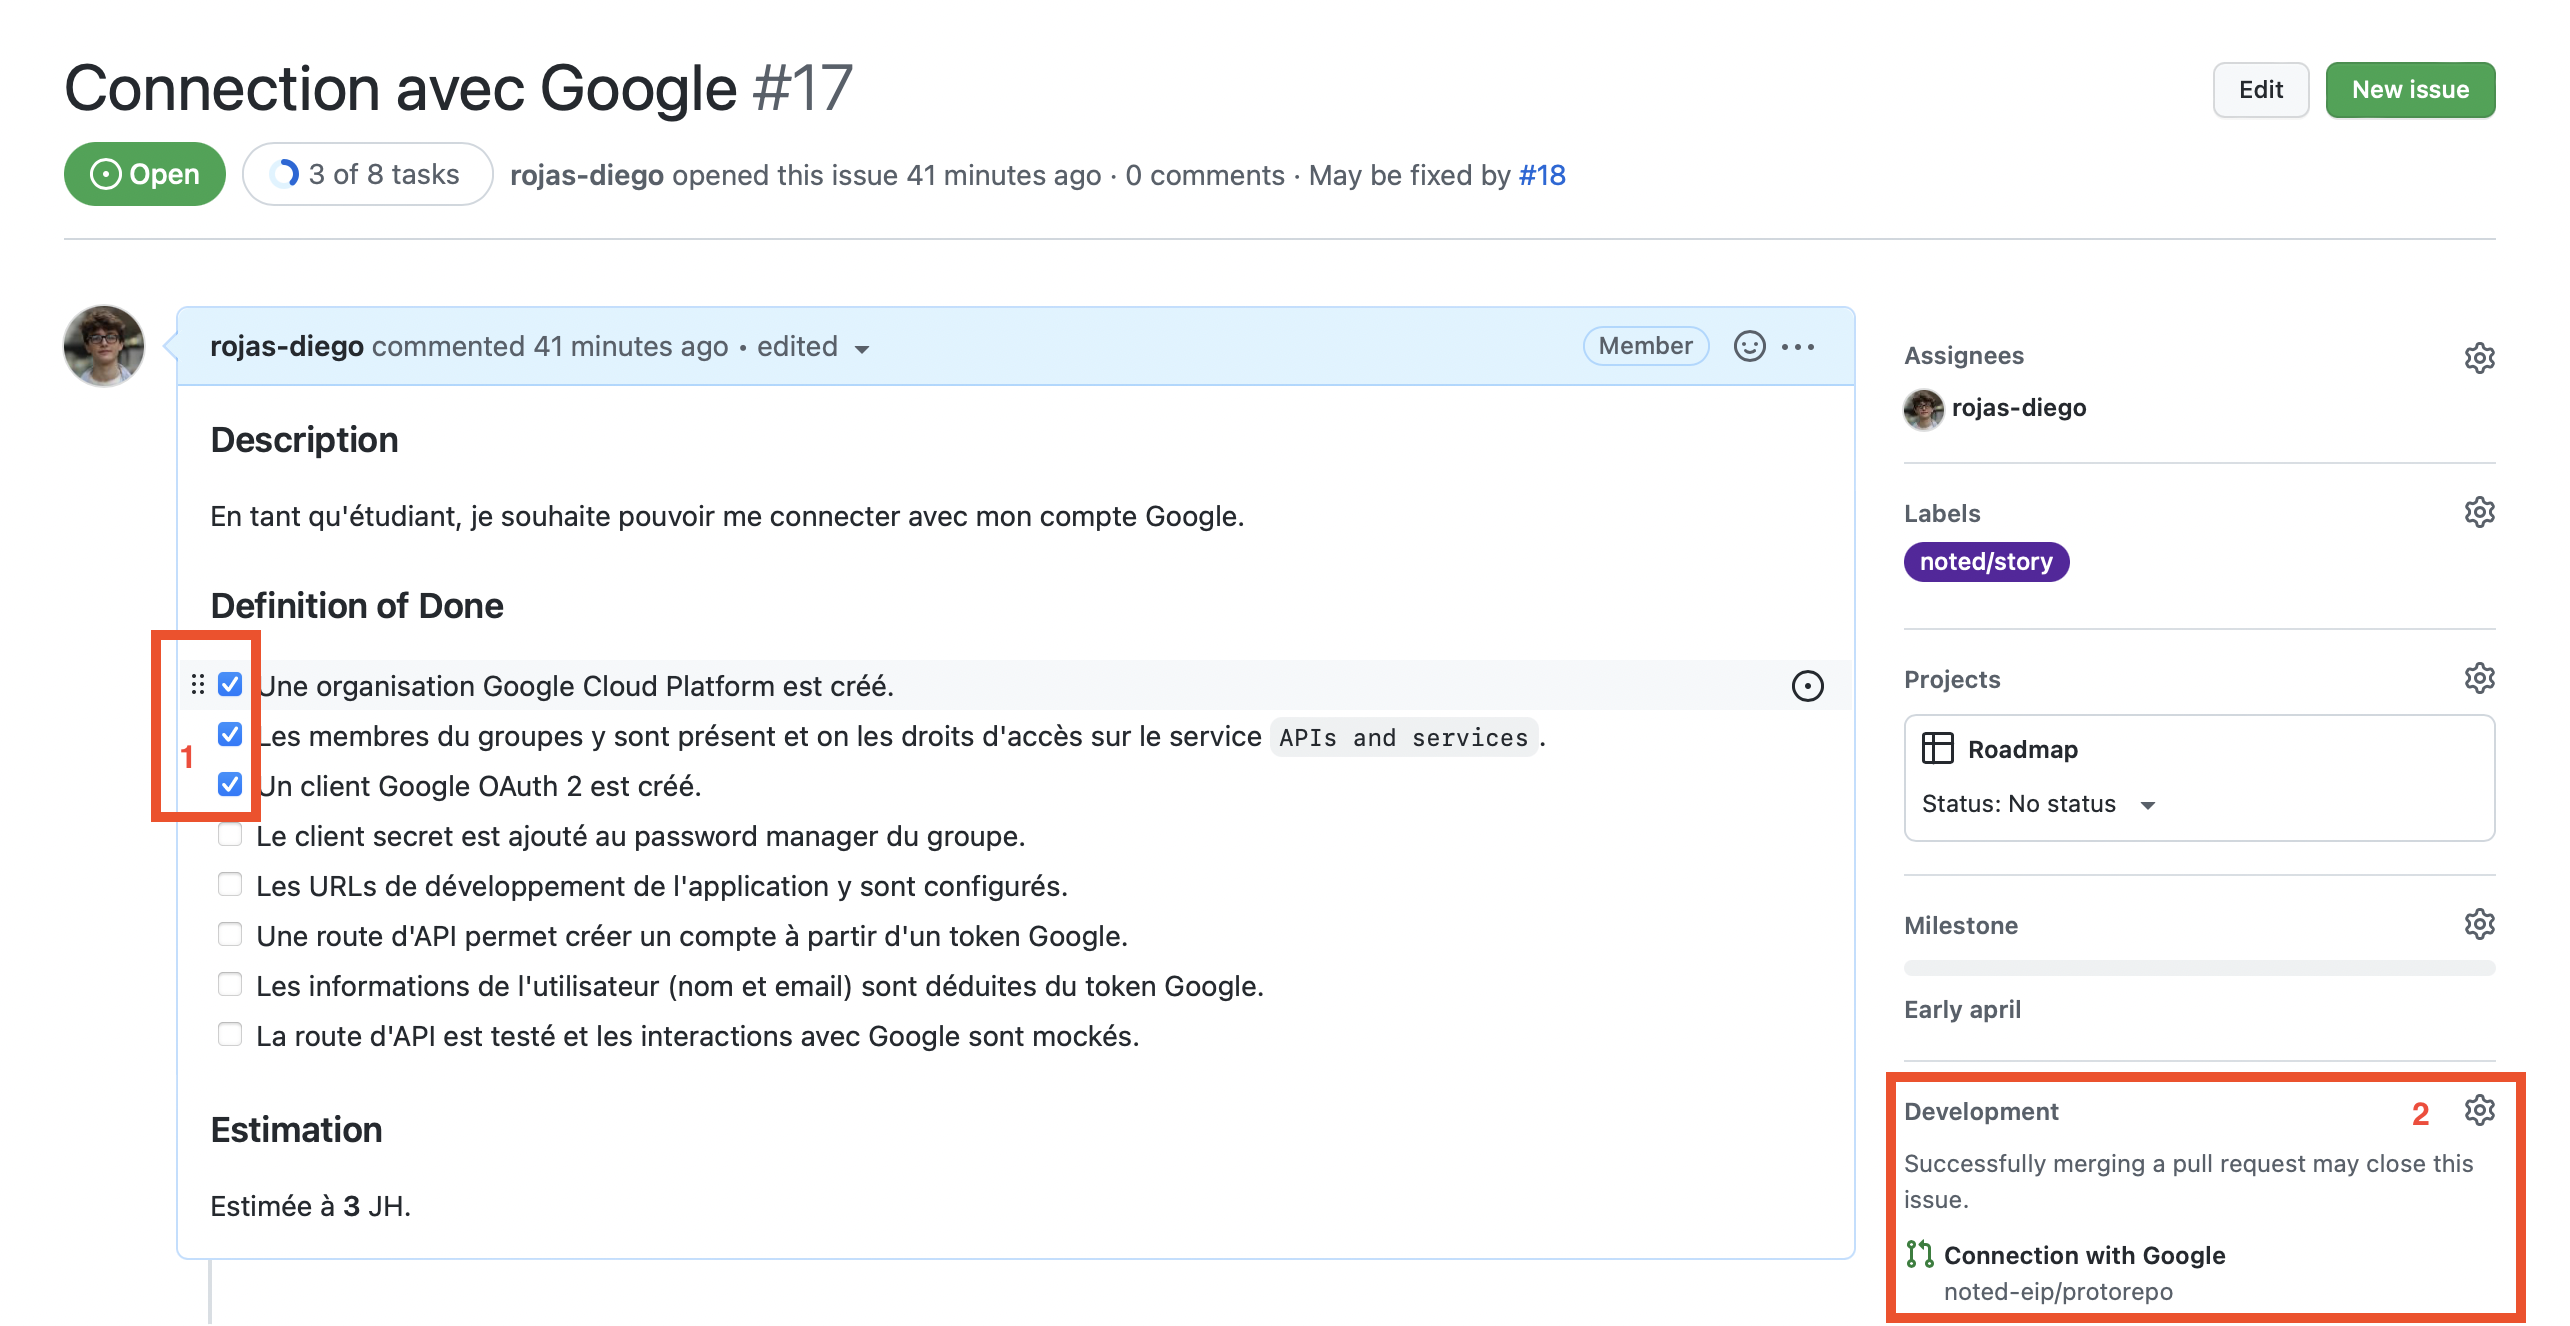 Connection avec Google #17
Edit
New issue
Open
3 of 8 tasks
rojas-diego opened this issue 41 minutes ago · 0 comments · May be fixed by #18
rojas-diego commented 41 minutes ago • edited
Member
Description
En tant qu'étudiant, je souhaite pouvoir me connecter avec mon compte Google.
Definition of Done
1
Une organisation Google Cloud Platform est créé.
Les membres du groupes y sont présent et on les droits d'accès sur le service APIs and services.
Un client Google OAuth 2 est créé.
Le client secret est ajouté au password manager du groupe.
Les URLs de développement de l'application y sont configurés.
Une route d'API permet créer un compte à partir d'un token Google.
Les informations de l'utilisateur (nom et email) sont déduites du token Google.
La route d'API est testé et les interactions avec Google sont mockés.
Estimation
Estimée à 3 JH.
Assignees
rojas-diego
Labels
noted/story
Projects
Roadmap
Status: No status
Milestone
Early april
Development
2
Successfully merging a pull request may close this
issue.
Connection with Google
noted-eip/protorepo